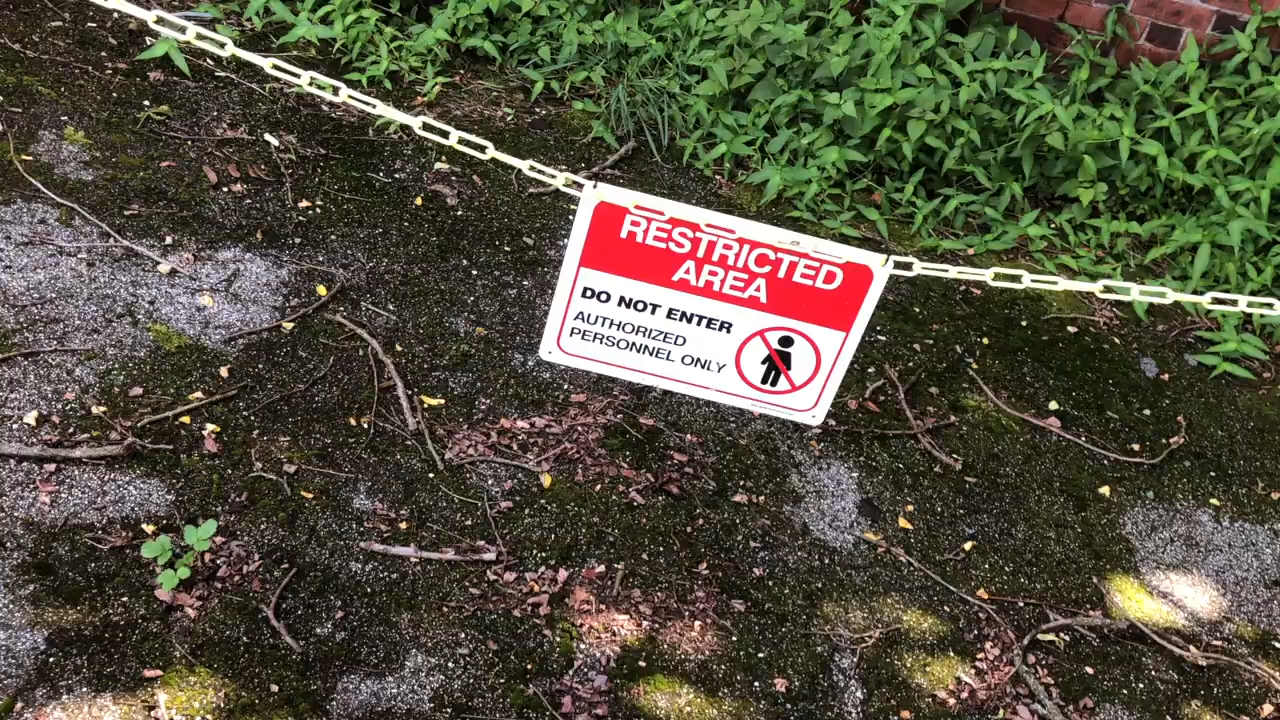 RESTRICTED
AREA
DO NOT ENTER
AUTHORIZED
PERSONNEL ONLY